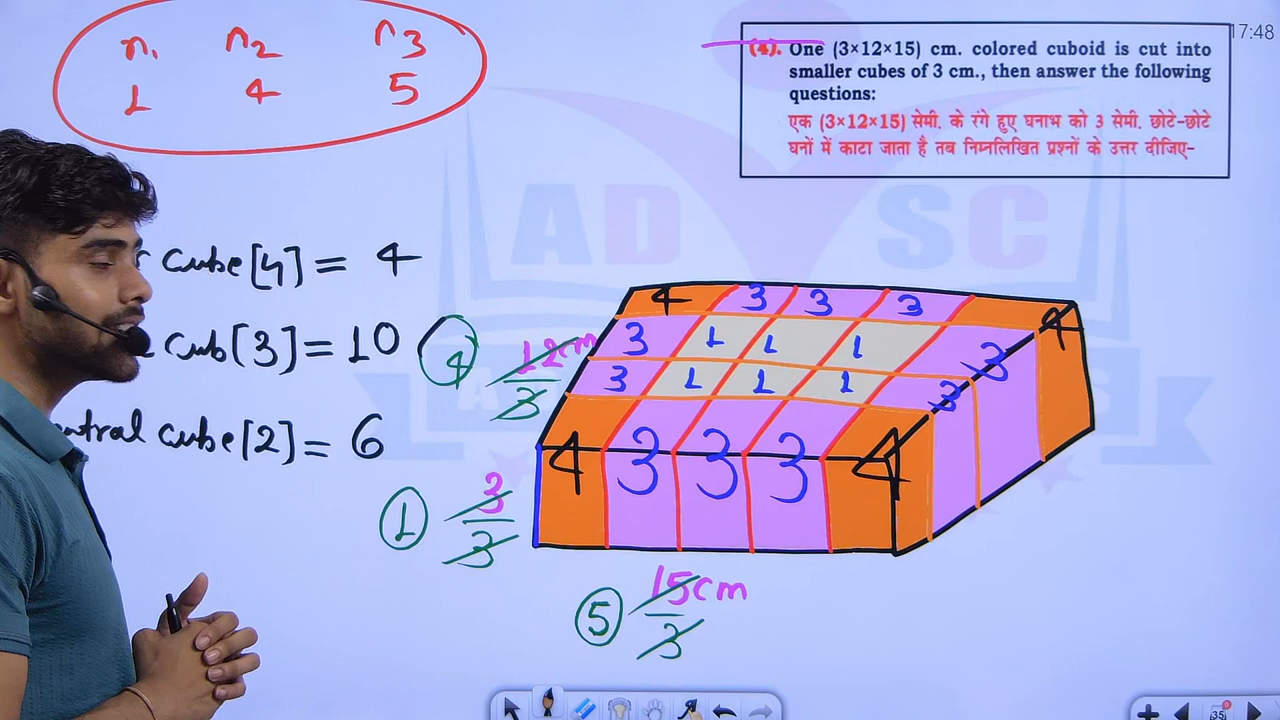 n1 n2 n3
1 4 5
17:48
(4). One (3×12×15) cm. colored cuboid is cut into
smaller cubes of 3 cm., then answer the following
questions:
एक (3×12×15) सेमी. के रंगे हुए घनाभ को 3 सेमी. छोटे-छोटे
घनों में काटा जाता है तब निम्नलिखित प्रश्नों के उत्तर दीजिए-
ADSC
cube[4] = 4
cub[3] = 10
ntral cube[2] = 6
4 12cm
3
1 3
3
5 15cm
3
4 3 3 3 4
3 1 1 1 3
3 1 1 1 3
4 3 3 3 4
35